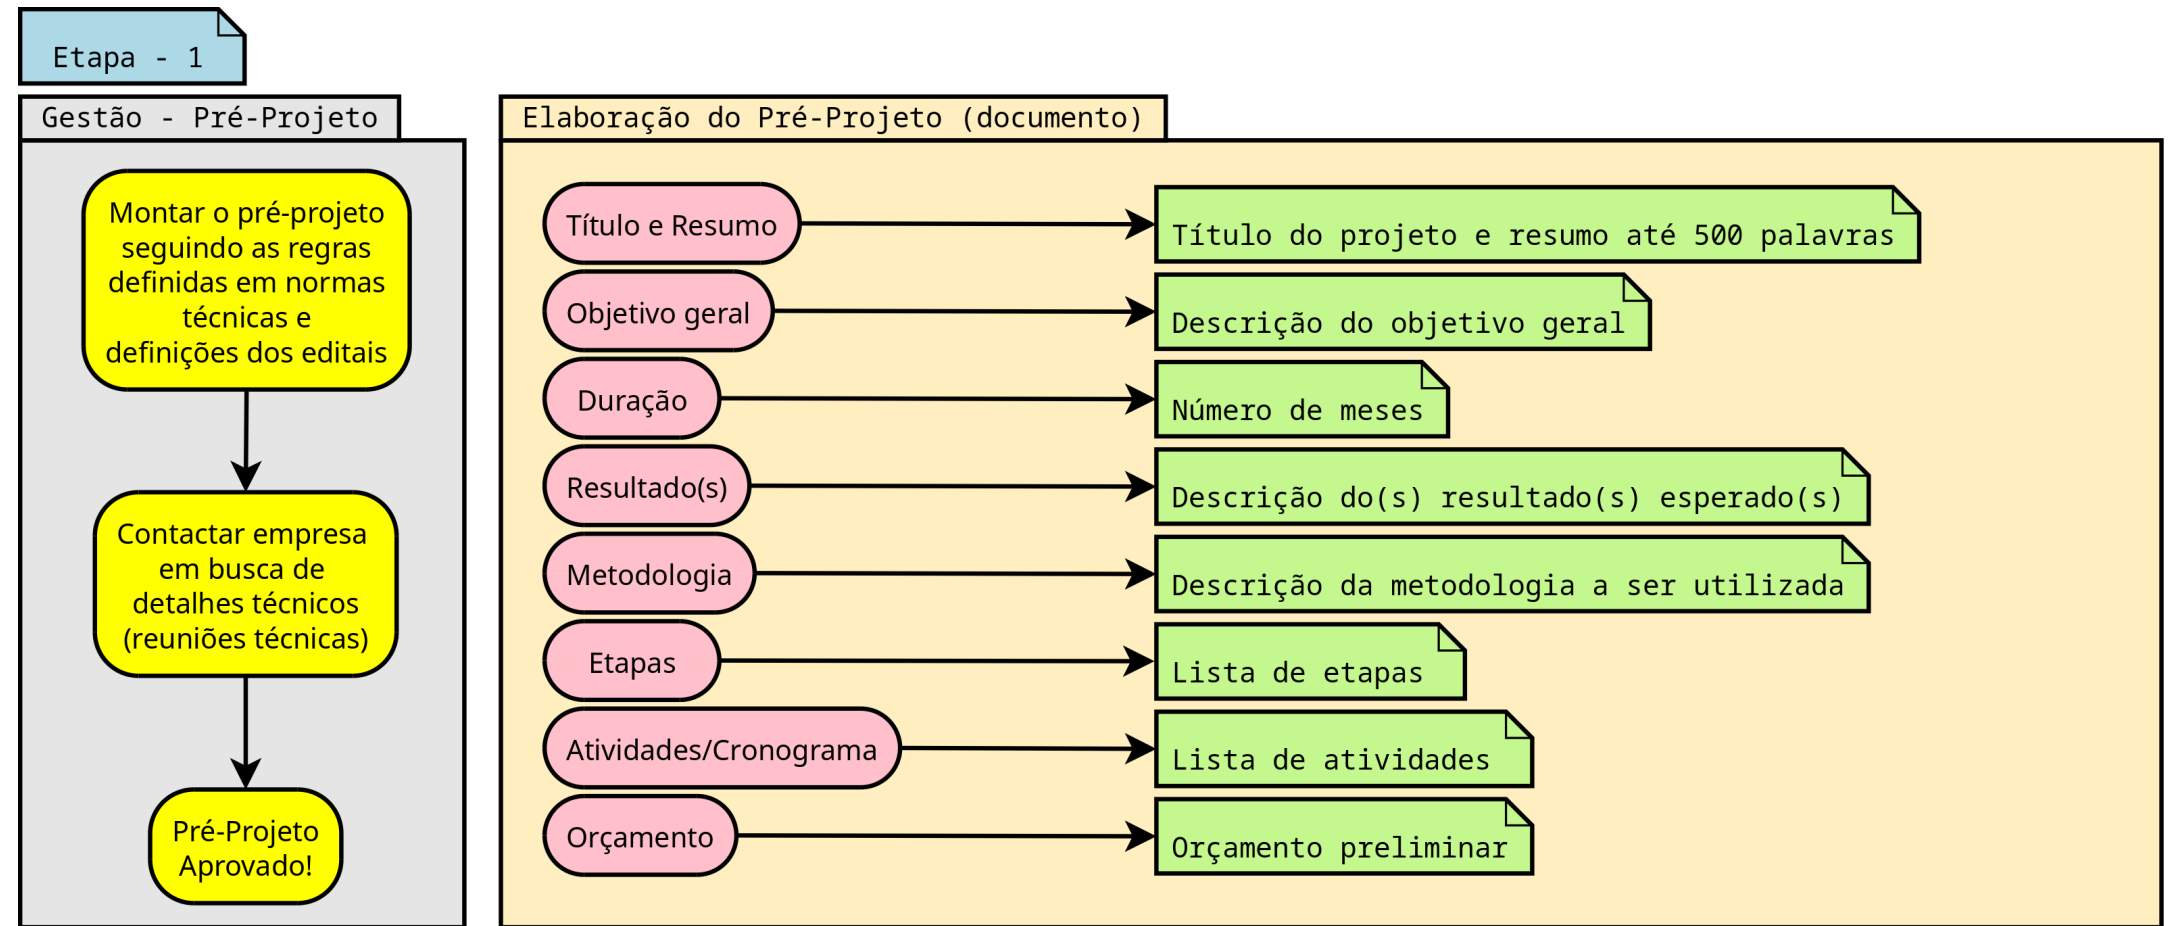 Etapa - 1
Gestão - Pré-Projeto
Montar o pré-projeto
seguindo as regras
definidas em normas
técnicas e
definições dos editais
Contactar empresa
em busca de
detalhes técnicos
(reuniões técnicas)
Pré-Projeto
Aprovado!
Elaboração do Pré-Projeto (documento)
Título e Resumo
Título do projeto e resumo até 500 palavras
Objetivo geral
Descrição do objetivo geral
Duração
Número de meses
Resultado(s)
Descrição do(s) resultado(s) esperado(s)
Metodologia
Descrição da metodologia a ser utilizada
Etapas
Lista de etapas
Atividades/Cronograma
Lista de atividades
Orçamento
Orçamento preliminar